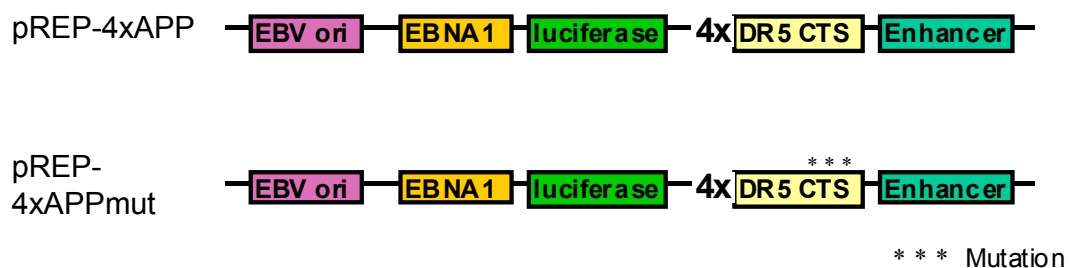 pREP-4xAPP EBV ori EBNA1 luciferase 4x DR5 CTS Enhancer
* * *
pREP-
4xAPPmut EBV ori EBNA1 luciferase 4x DR5 CTS Enhancer
* * * Mutation